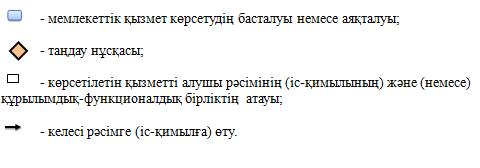 - мемлекеттік қызмет көрсетудің басталуы немесе аяқталуы;
- таңдау нұсқасы;
- көрсетілетін қызметті алушы рәсімінің (іс-қимылының) және (немесе)
құрылымдық-функционалдық бірліктің атауы;
- келесі рәсімге (іс-қимылға) өту.